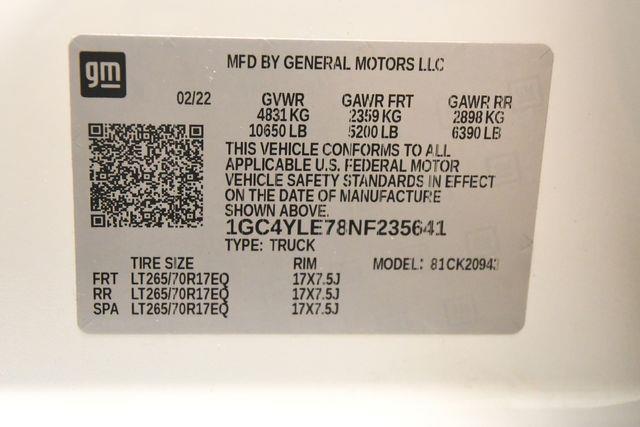 gm
MFD BY GENERAL MOTORS LLC
02/22 GVWR GAWR FRT GAWR RR
4831 KG 2359 KG 2898 KG
10650 LB 5200 LB 6390 LB
THIS VEHICLE CONFORMS TO ALL
APPLICABLE U.S. FEDERAL MOTOR
VEHICLE SAFETY STANDARDS IN EFFECT
ON THE DATE OF MANUFACTURE
SHOWN ABOVE.
1GC4YLE78NF235641
TYPE: TRUCK
TIRE SIZE RIM MODEL: 81CK20943
FRT LT265/70R17EQ 17X7.5J
RR LT265/70R17EQ 17X7.5J
SPA LT265/70R17EQ 17X7.5J